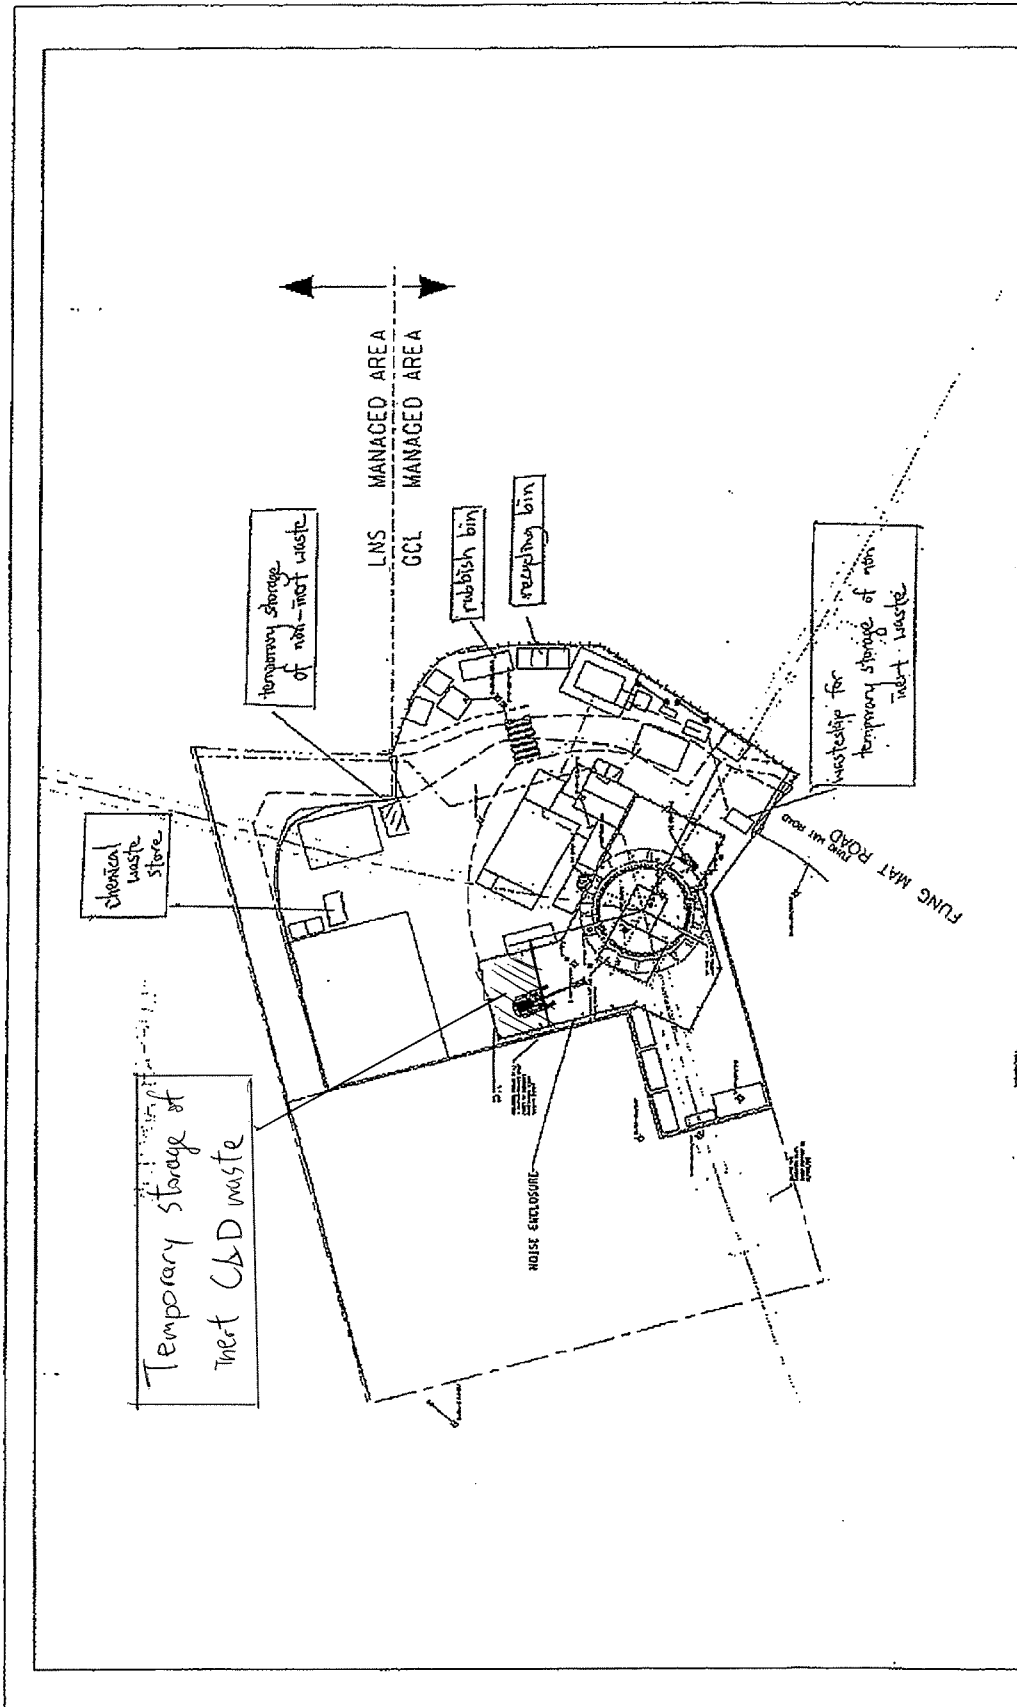 LNS MANAGED AREA
GCL MANAGED AREA
temporary storage
of non-inert waste
rubbish bin
recycling bin
chemical
waste
store
wasteskip for
temporary storage of non
inert waste
FUNG MAT ROAD
FUNG MAT ROAD
Temporary storage of
inert C&D waste
NOISE ENCLOSURE